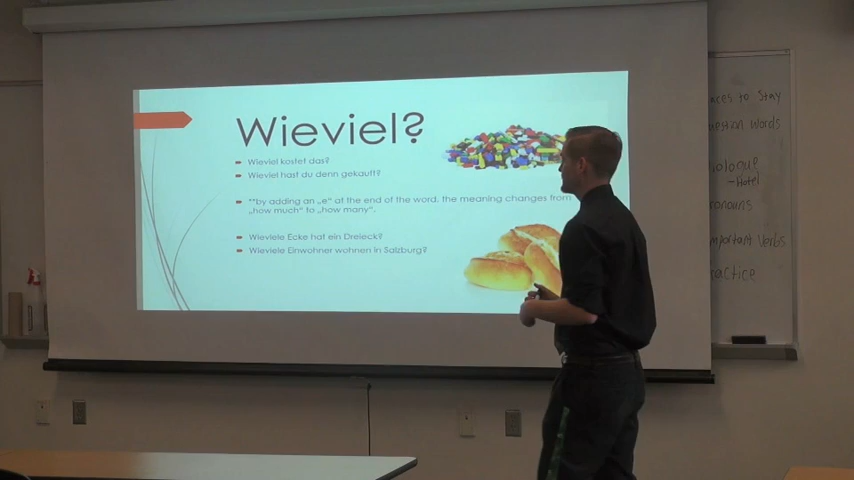 Wieviel?
Wieviel kostet das?
Wieviel hast du denn gekauft?
**by adding an „e" at the end of the word, the meaning changes from
„how much" to „how many".
Wieviele Ecke hat ein Dreieck?
Wieviele Einwohner wohnen in Salzburg?
to Stay
Words
-Hotel
Verbs